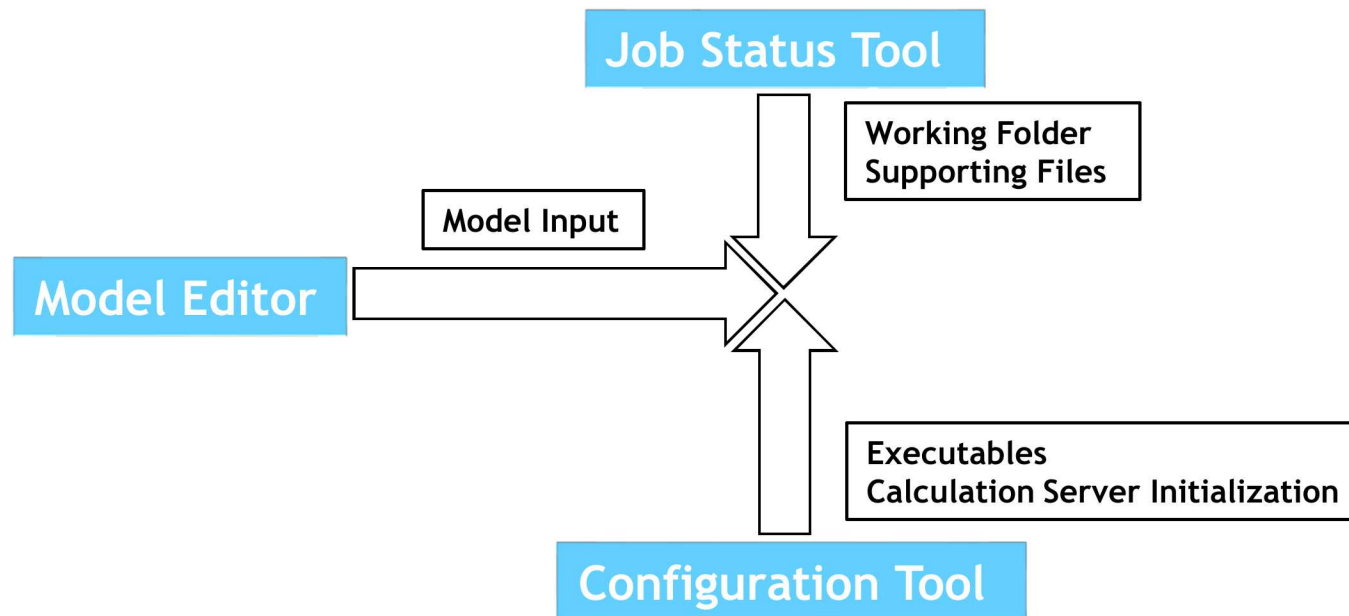 Job Status Tool
Working Folder
Supporting Files
Model Input
Model Editor
Executables
Calculation Server Initialization
Configuration Tool